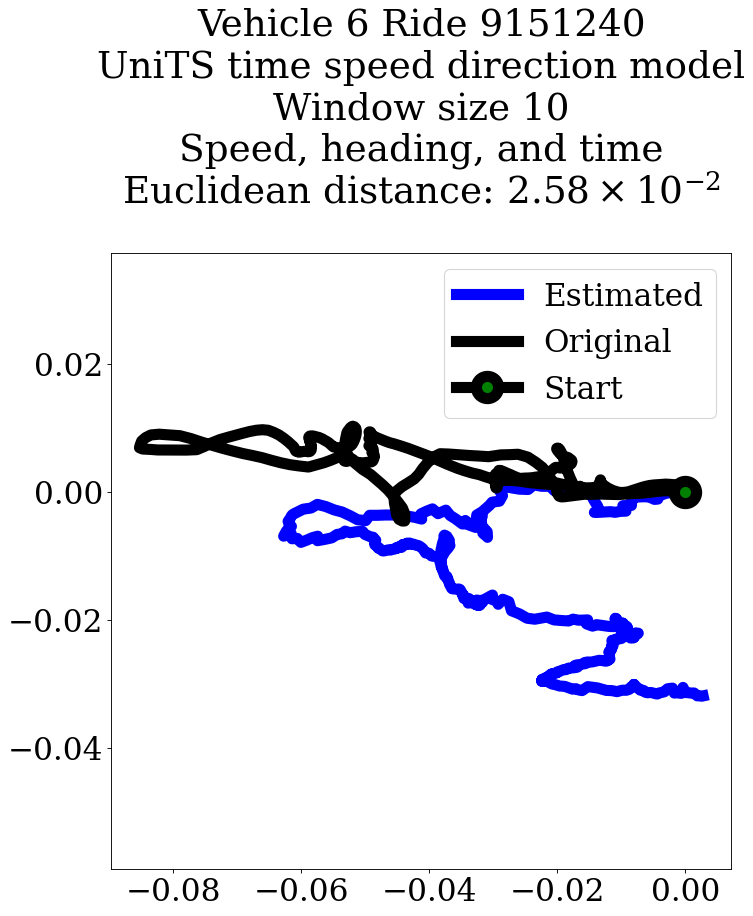 Vehicle 6 Ride 9151240
UniTS time speed direction model
Window size 10
Speed, heading, and time
Euclidean distance: 2.58 × 10⁻²
Estimated
Original
Start
0.02
0.00
−0.02
−0.04
−0.08 −0.06 −0.04 −0.02 0.00